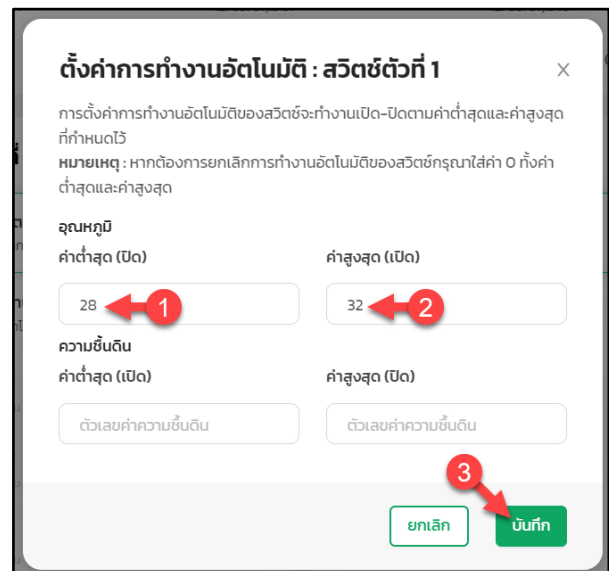 ตั้งค่าการทำงานอัตโนมัติ : สวิตช์ตัวที่ 1
การตั้งค่าการทำงานอัตโนมัติของสวิตช์จะทำงานเปิด-ปิดตามค่าต่ำสุดและค่าสูงสุด
ที่กำหนดไว้
หมายเหตุ : หากต้องการยกเลิกการทำงานอัตโนมัติของสวิตช์กรุณาใส่ค่า 0 ทั้งค่า
ต่ำสุดและค่าสูงสุด
อุณหภูมิ
ค่าต่ำสุด (ปิด) ค่าสูงสุด (เปิด)
28 1 32 2
ความชื้นดิน
ค่าต่ำสุด (เปิด) ค่าสูงสุด (ปิด)
ตัวเลขค่าความชื้นดิน ตัวเลขค่าความชื้นดิน
3
ยกเลิก บันทึก